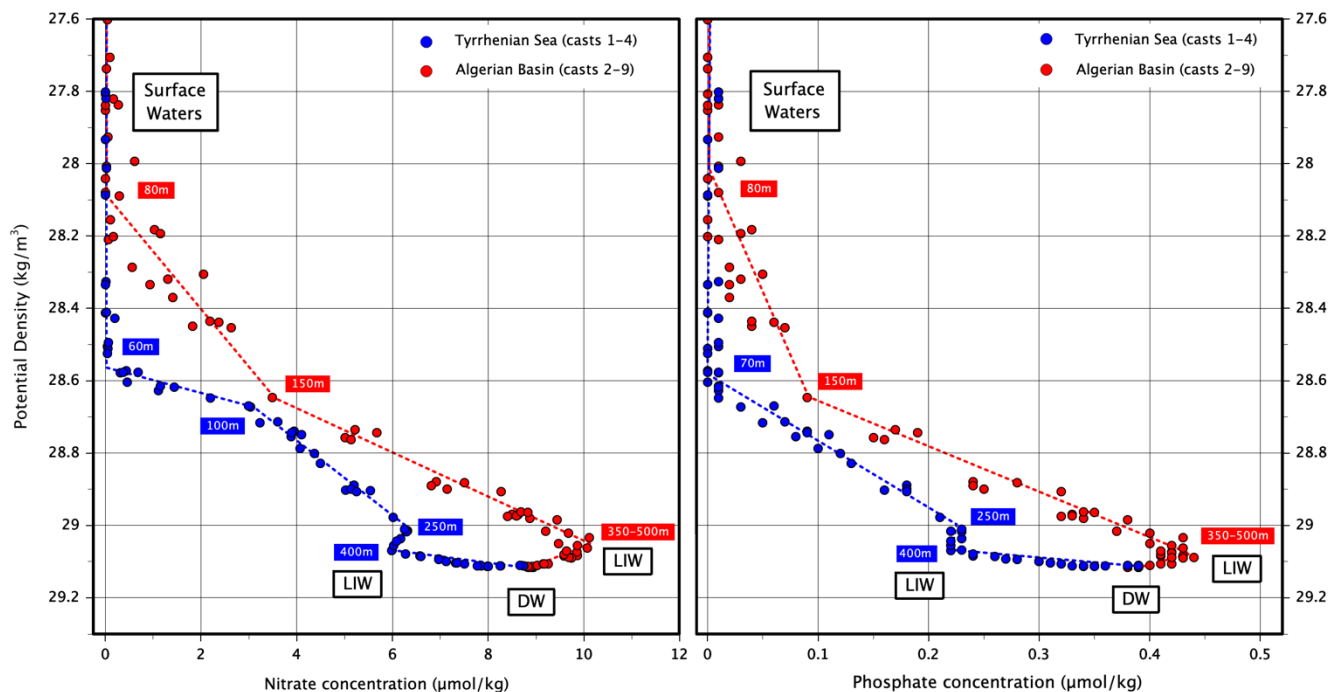 27.6
27.8
28
28.2
28.4
28.6
28.8
29
29.2
Potential Density (kg/m³)
Tyrrhenian Sea (casts 1-4)
Algerian Basin (casts 2-9)
Surface
Waters
80m
60m
150m
100m
250m
400m
350-500m
LIW
LIW
DW
0
2
4
6
8
10
12
Nitrate concentration (µmol/kg)
Tyrrhenian Sea (casts 1-4)
Algerian Basin (casts 2-9)
Surface
Waters
80m
70m
150m
250m
400m
350-500m
LIW
LIW
DW
0
0.1
0.2
0.3
0.4
0.5
Phosphate concentration (µmol/kg)
27.6
27.8
28
28.2
28.4
28.6
28.8
29
29.2